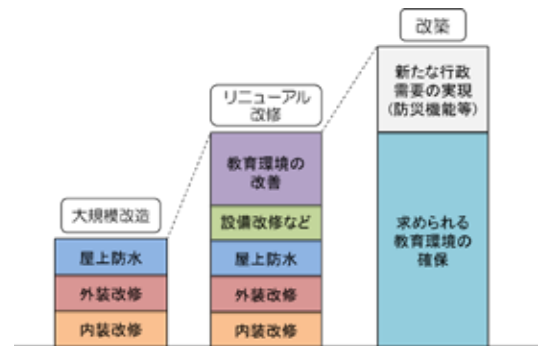 大規模改造
屋上防水
外装改修
内装改修
リニューアル
改修
教育環境の
改善
設備改修など
屋上防水
外装改修
内装改修
改築
新たな行政
需要の実現
(防災機能等)
求められる
教育環境の
確保